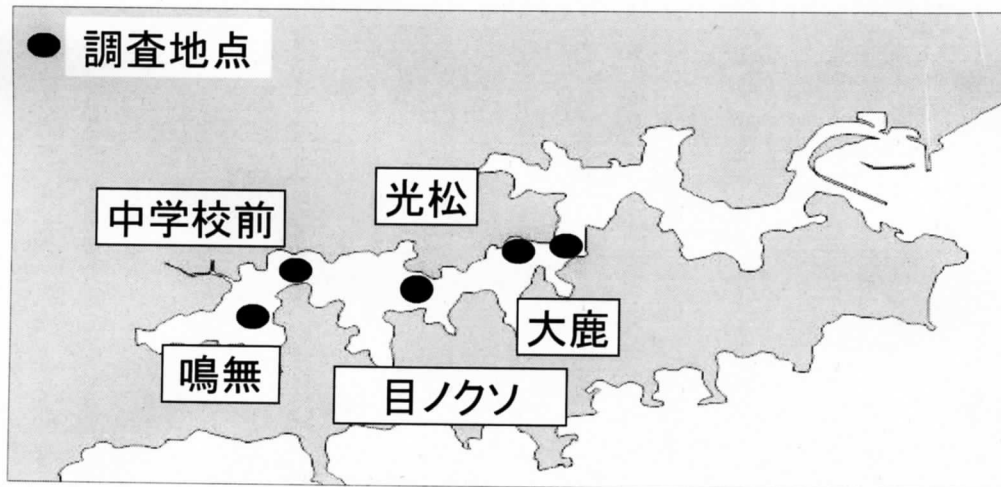 調査地点
光松
中学校前
大鹿
鳴無
目ノクソ